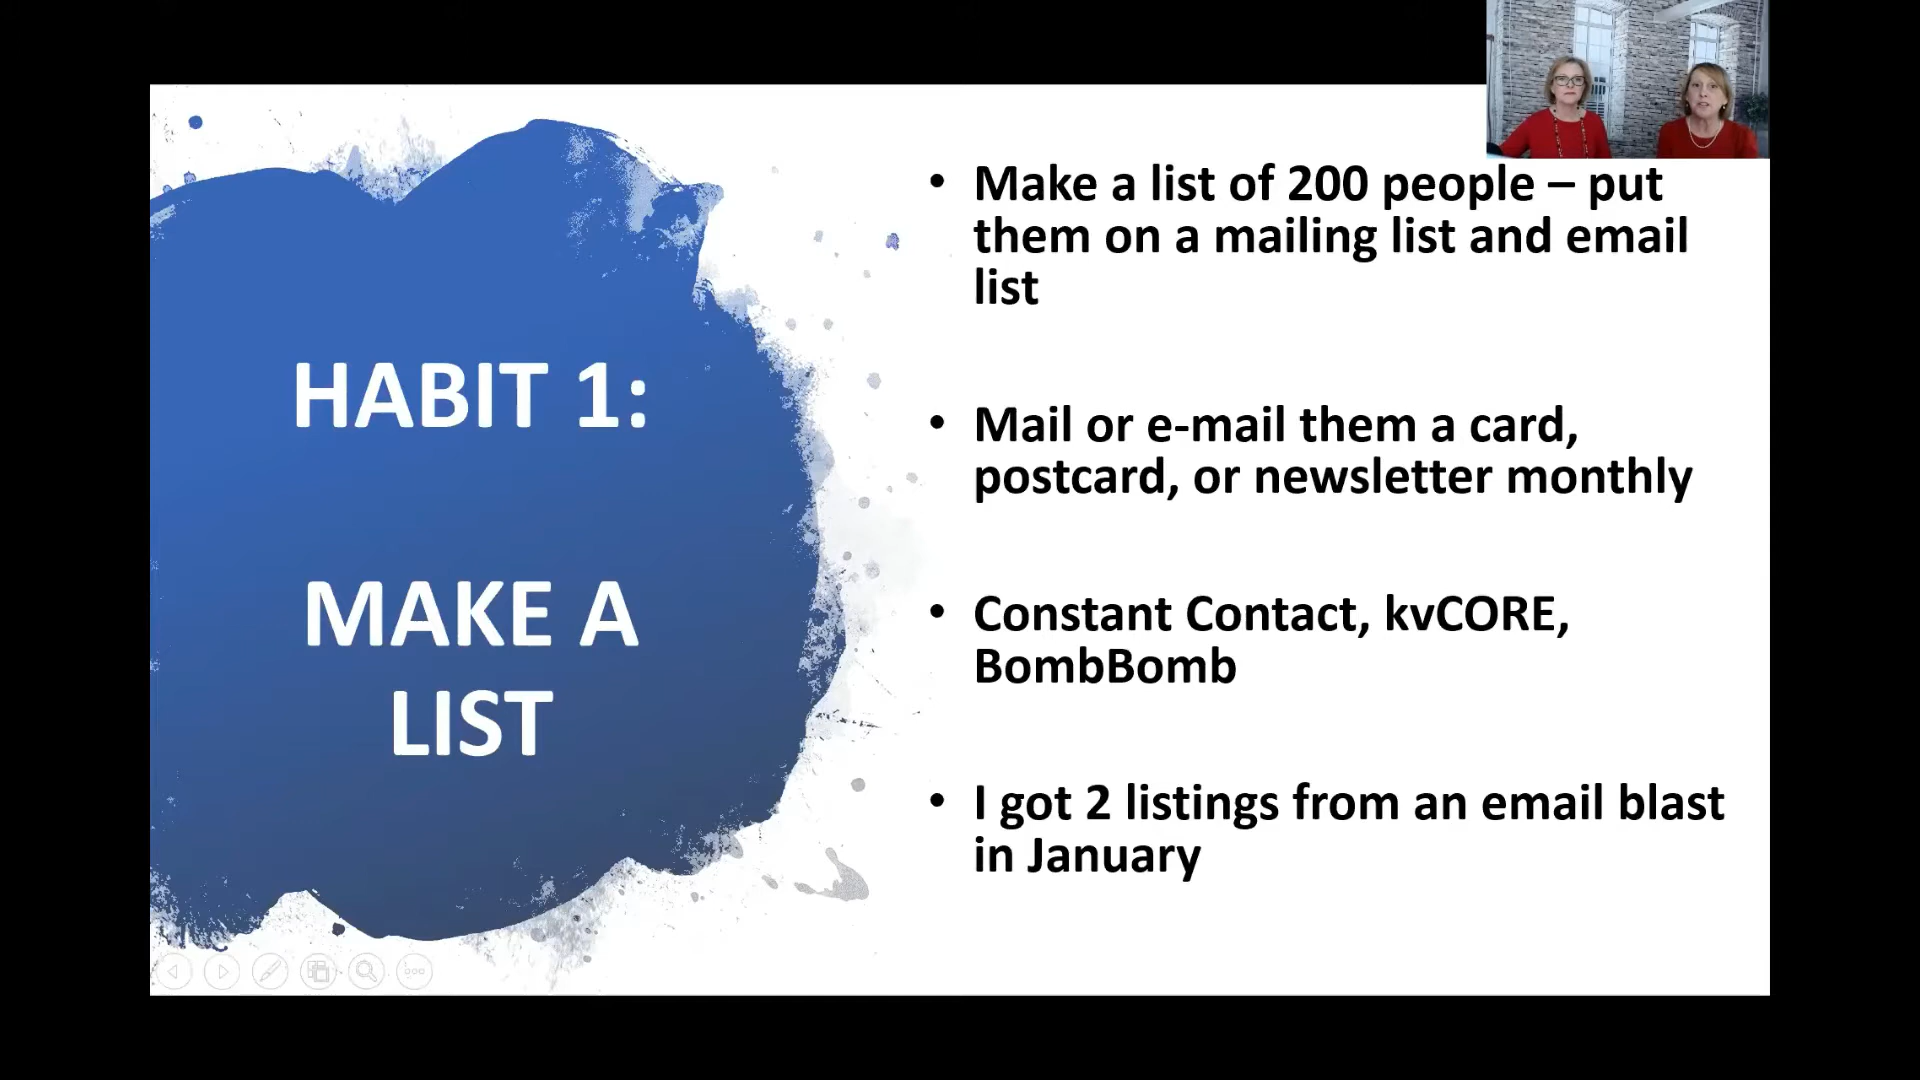 HABIT 1:
MAKE A
LIST
• Make a list of 200 people – put
them on a mailing list and email
list
• Mail or e-mail them a card,
postcard, or newsletter monthly
• Constant Contact, kvCORE,
BombBomb
• I got 2 listings from an email blast
in January